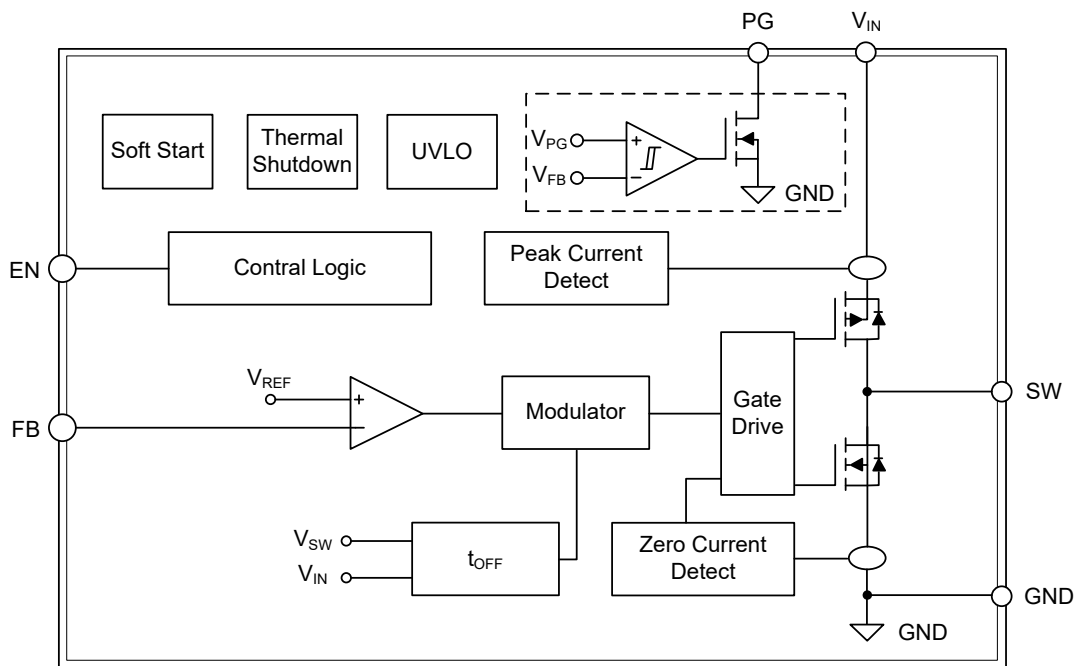 PG
V_IN
Soft Start
Thermal
Shutdown
UVLO
V_PG
+
V_FB
−
GND
EN
Contral Logic
Peak Current
Detect
V_REF
+
FB
−
Modulator
Gate
Drive
SW
V_SW
V_IN
t_OFF
Zero Current
Detect
GND
GND